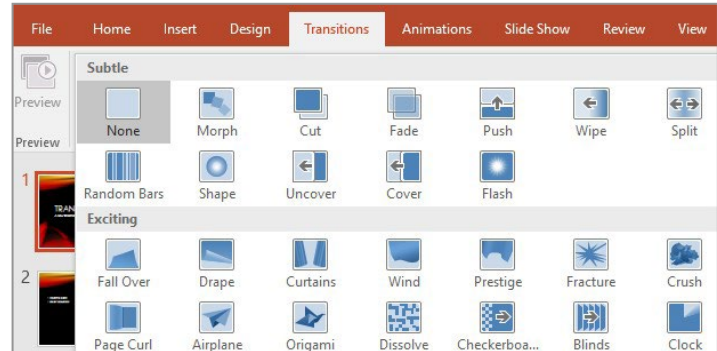 File Home Insert Design Transitions Animations Slide Show Review View
Preview
Preview
Subtle
None Morph Cut Fade Push Wipe Split
Random Bars Shape Uncover Cover Flash
Exciting
Fall Over Drape Curtains Wind Prestige Fracture Crush
Page Curl Airplane Origami Dissolve Checkerboa... Blinds Clock
1
TRAN
2